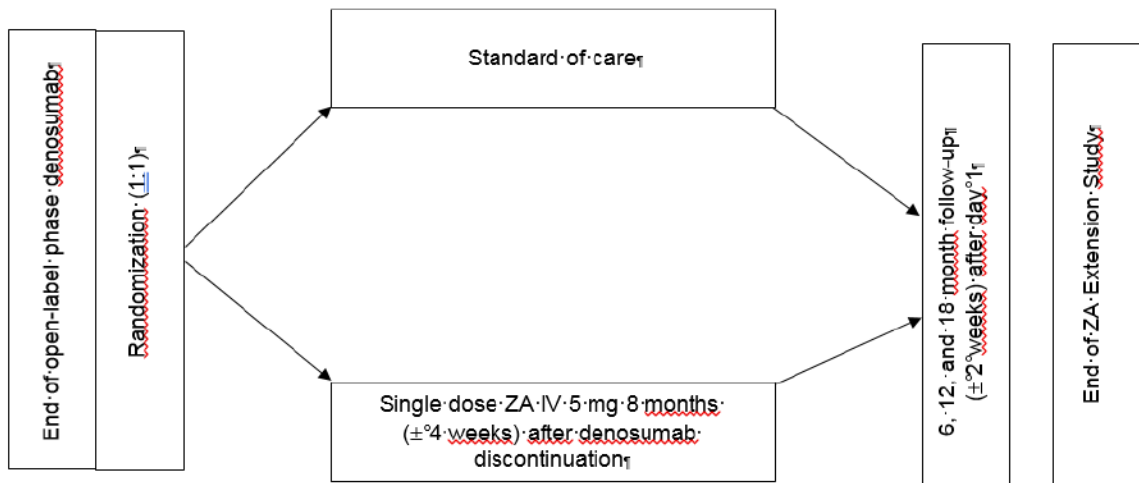 End of open-label phase denosumab
Randomization (1:1)
Standard of care
Single dose ZA IV 5 mg 8 months
(±°4 weeks) after denosumab
discontinuation
6, 12, and 18 month follow-up
(±°2°weeks) after day°1
End of ZA Extension Study